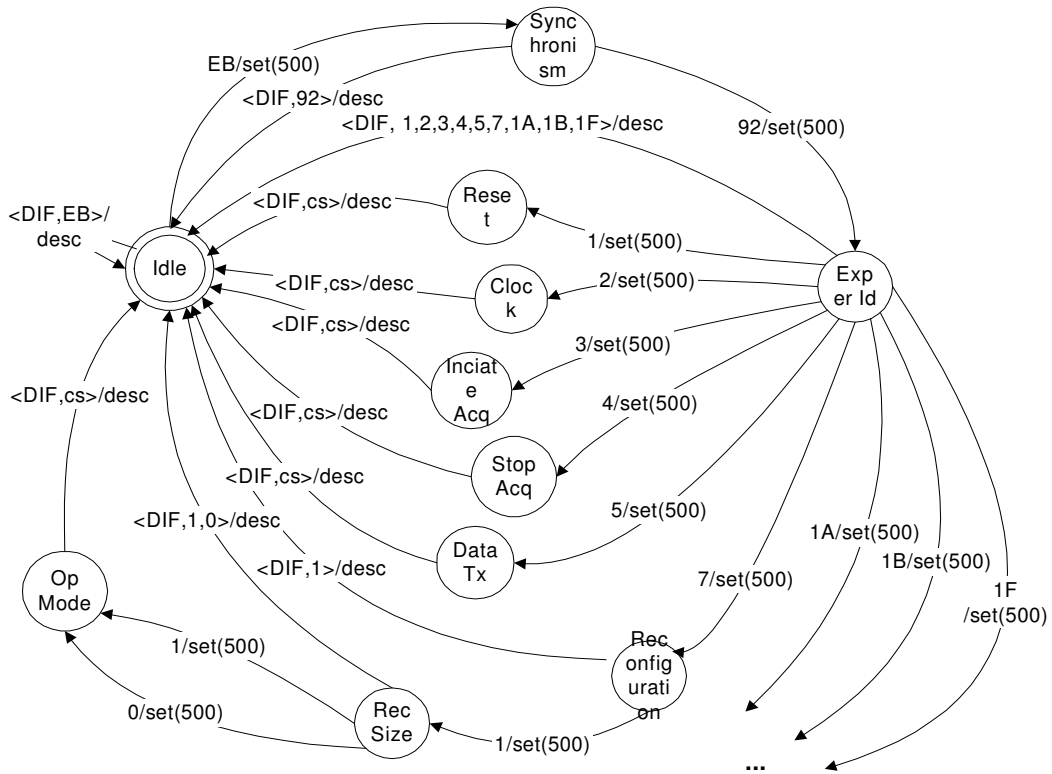 Sync
hroni
sm
EB/set(500)
<DIF,92>/desc
<DIF, 1,2,3,4,5,7,1A,1B,1F>/desc
92/set(500)
<DIF,EB>/
desc
Idle
<DIF,cs>/desc
Rese
t
1/set(500)
Exp
er Id
<DIF,cs>/desc
Cloc
k
2/set(500)
<DIF,cs>/desc
Inciat
e
Acq
3/set(500)
<DIF,cs>/desc
<DIF,cs>/desc
Stop
Acq
4/set(500)
<DIF,cs>/desc
Data
Tx
5/set(500)
<DIF,1,0>/desc
<DIF,1>/desc
Op
Mode
7/set(500)
1A/set(500)
1B/set(500)
1F
/set(500)
Rec
onfig
urati
on
1/set(500)
0/set(500)
Rec
Size
1/set(500)
...